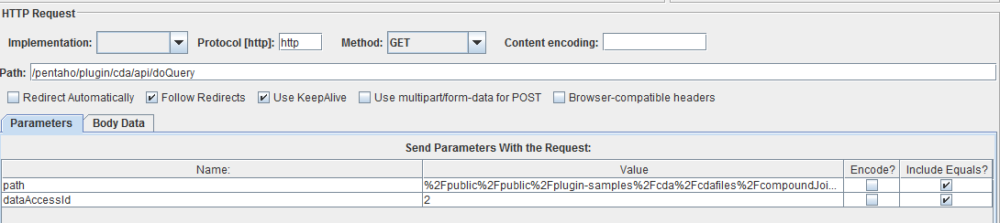 HTTP Request
Implementation: Protocol [http]: http Method: GET Content encoding:
Path: /pentaho/plugin/cda/api/doQuery
Redirect Automatically Follow Redirects Use KeepAlive Use multipart/form-data for POST Browser-compatible headers
Parameters Body Data
Send Parameters With the Request:
Name: Value Encode? Include Equals?
path %2Fpublic%2Fpublic%2Fplugin-samples%2Fcda%2Fcdafiles%2FcompoundJoi...
dataAccessId 2